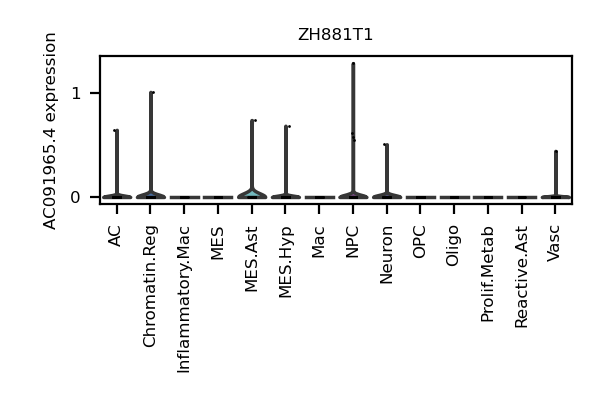 ZH881T1
AC091965.4 expression
1
0
AC
Chromatin.Reg
Inflammatory.Mac
MES
MES.Ast
MES.Hyp
Mac
NPC
Neuron
OPC
Oligo
Prolif.Metab
Reactive.Ast
Vasc